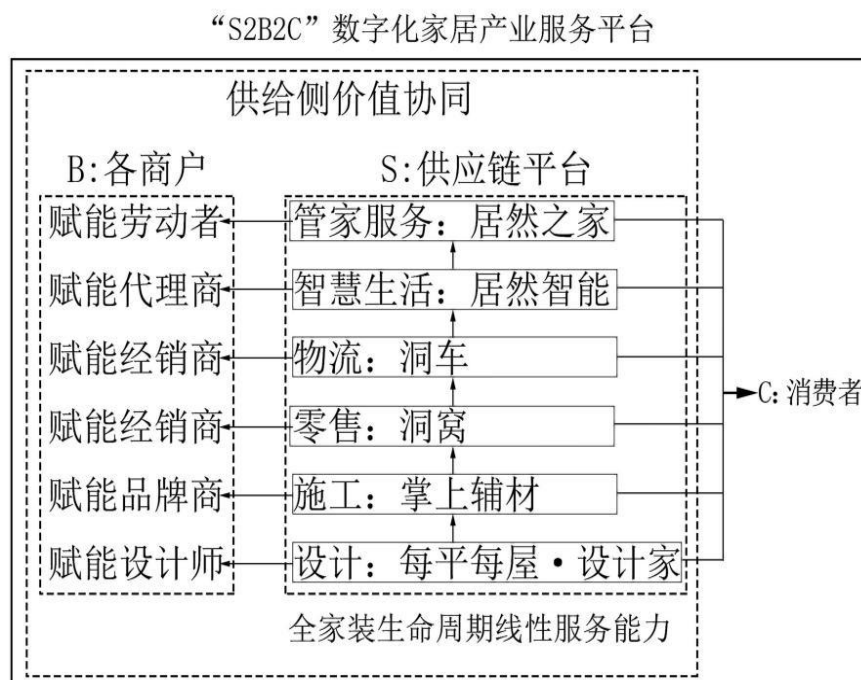 “S2B2C”数字化家居产业服务平台
供给侧价值协同
B:各商户 S:供应链平台
赋能劳动者 管家服务：居然之家
赋能代理商 智慧生活：居然智能
赋能经销商 物流：洞车
C:消费者
赋能经销商 零售：洞窝
赋能品牌商 施工：掌上辅材
赋能设计师 设计：每平每屋·设计家
全家装生命周期线性服务能力